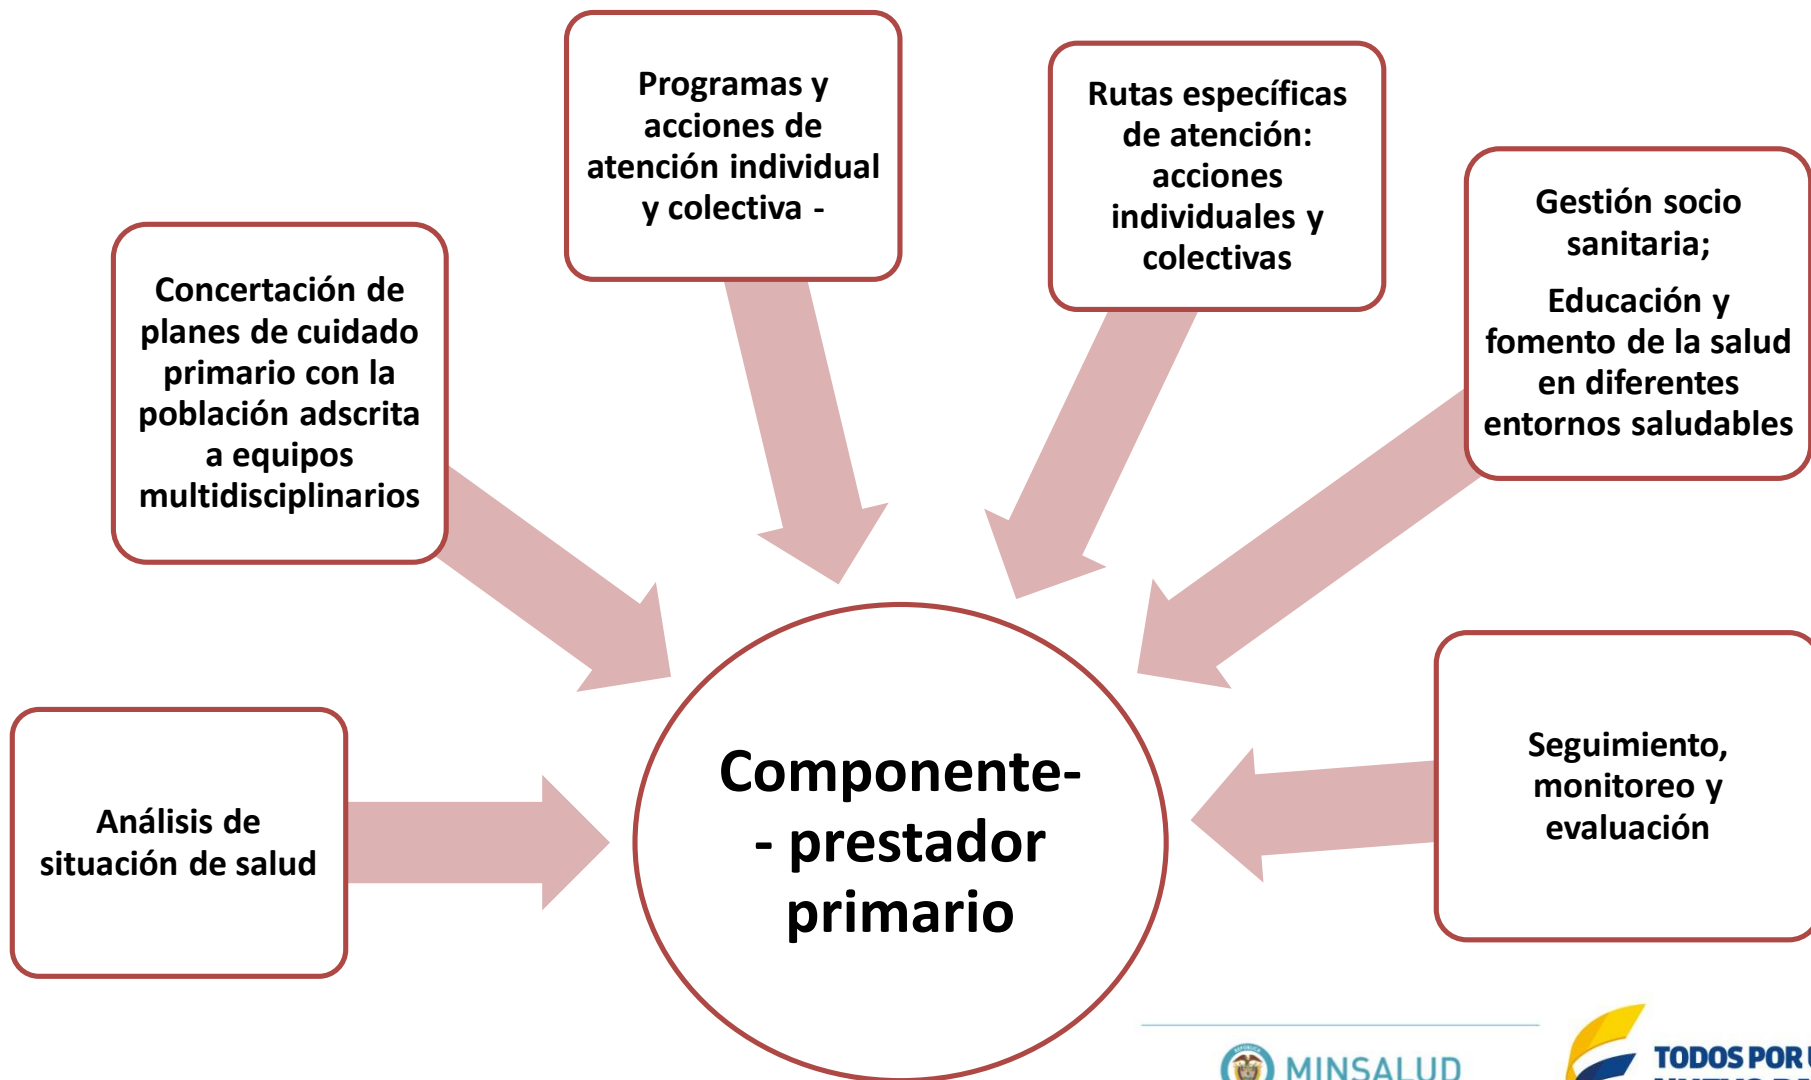 Programas y
acciones de
atención individual
y colectiva -
Rutas específicas
de atención:
acciones
individuales y
colectivas
Gestión socio
sanitaria;
Educación y
fomento de la salud
en diferentes
entornos saludables
Concertación de
planes de cuidado
primario con la
población adscrita
a equipos
multidisciplinarios
Seguimiento,
monitoreo y
evaluación
Análisis de
situación de salud
Componente-
- prestador
primario
MINSALUD
TODOS POR U